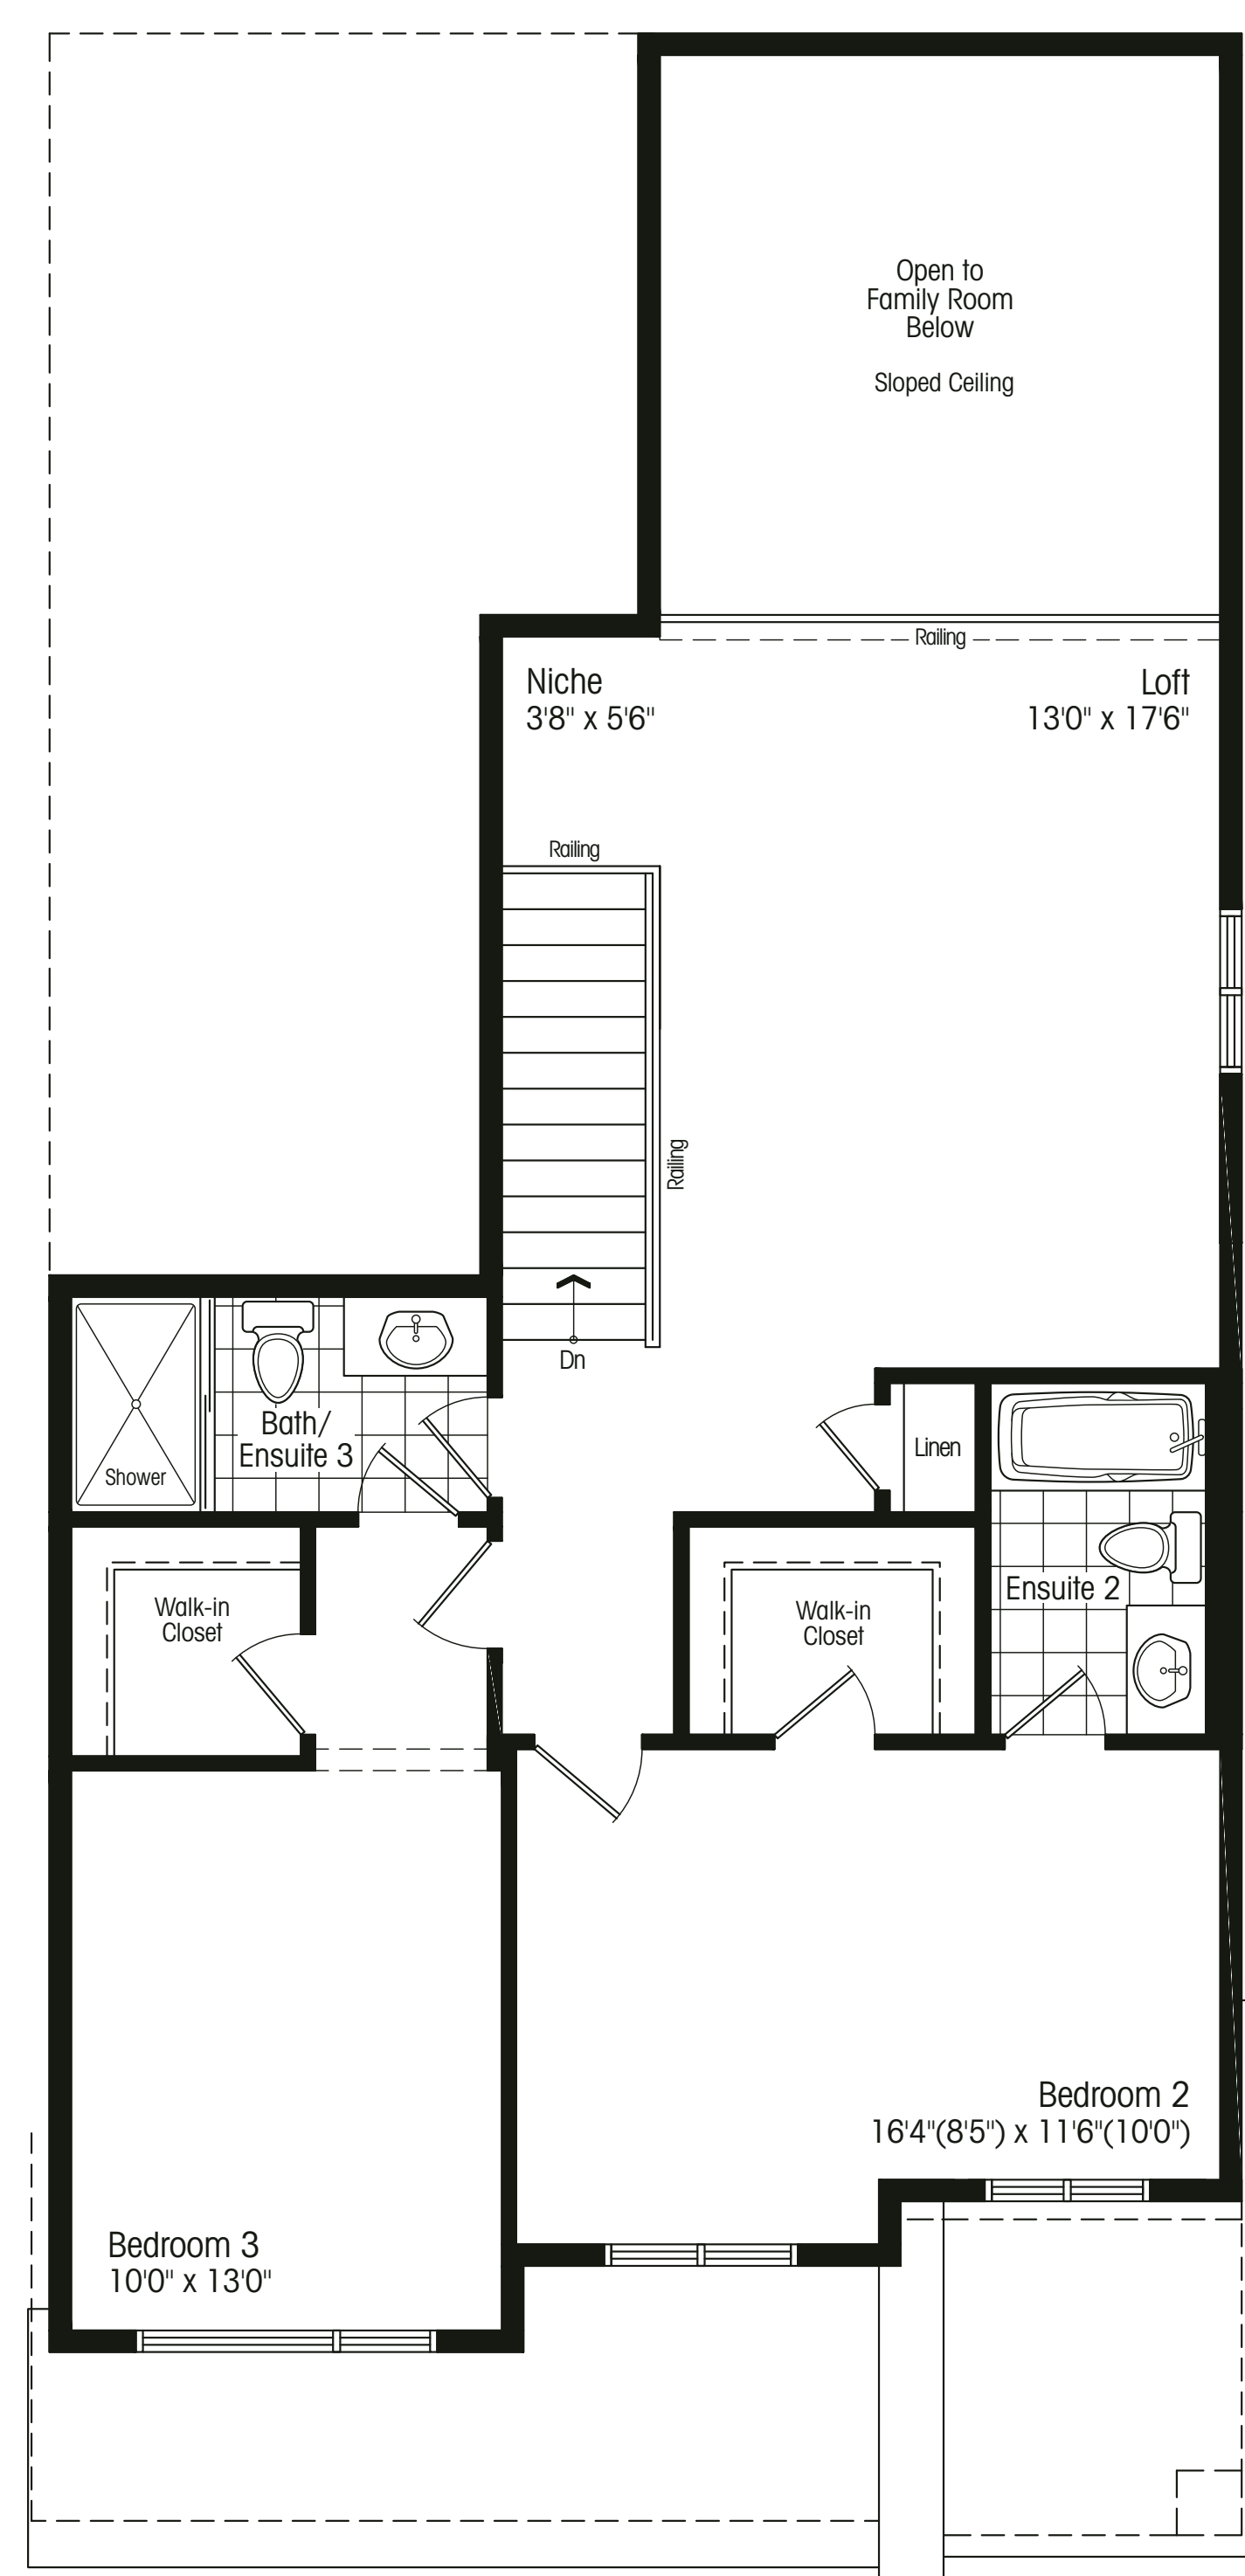 Open to
Family Room
Below
Sloped Ceiling
Railing
Niche
3'8" x 5'6"
Loft
13'0" x 17'6"
Railing
Railing
Dn
Bath/
Ensuite 3
Shower
Linen
Walk-in
Closet
Walk-in
Closet
Ensuite 2
Bedroom 2
16'4"(8'5") x 11'6"(10'0")
Bedroom 3
10'0" x 13'0"